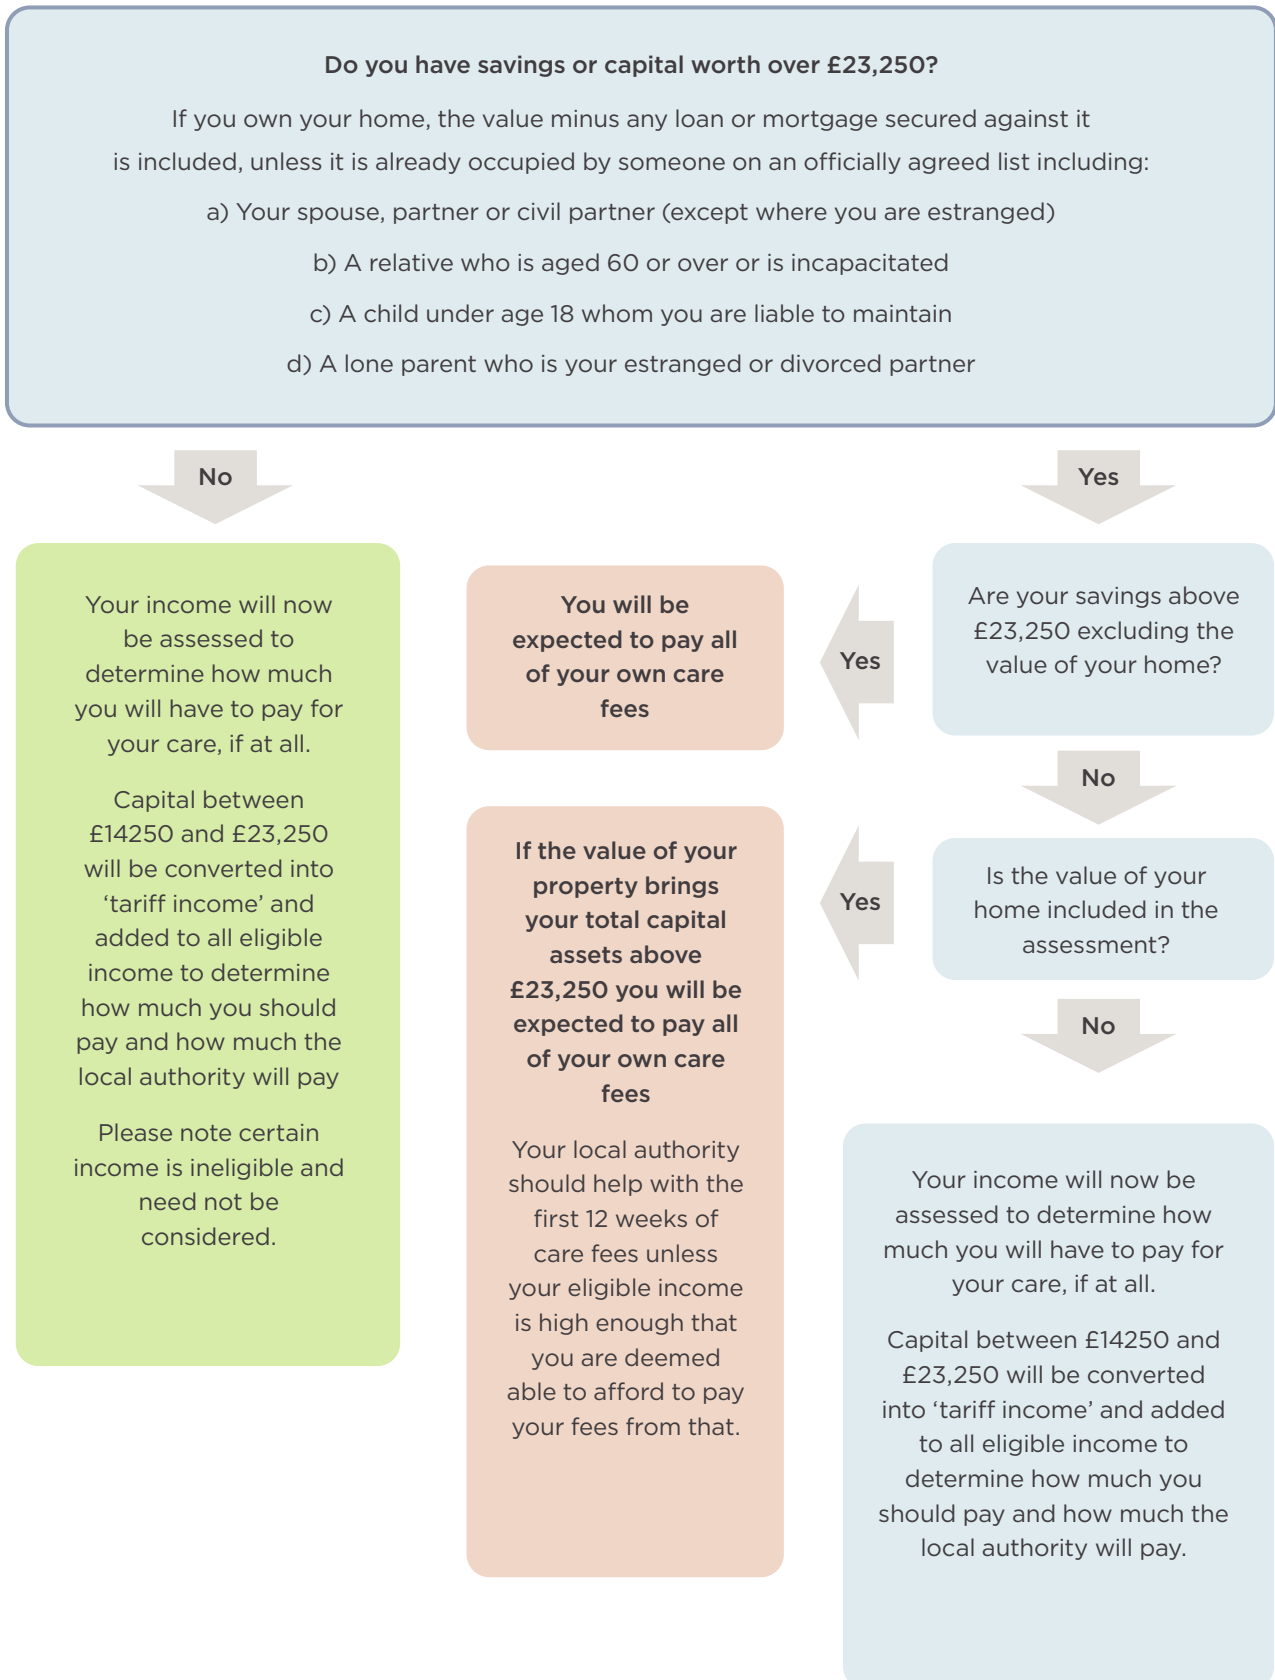 Do you have savings or capital worth over £23,250?
If you own your home, the value minus any loan or mortgage secured against it
is included, unless it is already occupied by someone on an officially agreed list including:
a) Your spouse, partner or civil partner (except where you are estranged)
b) A relative who is aged 60 or over or is incapacitated
c) A child under age 18 whom you are liable to maintain
d) A lone parent who is your estranged or divorced partner
No
Your income will now
be assessed to
determine how much
you will have to pay for
your care, if at all.
Capital between
£14250 and £23,250
will be converted into
‘tariff income’ and
added to all eligible
income to determine
how much you should
pay and how much the
local authority will pay
Please note certain
income is ineligible and
need not be
considered.
Yes
Are your savings above
£23,250 excluding the
value of your home?
Yes
You will be
expected to pay all
of your own care
fees
No
Is the value of your
home included in the
assessment?
Yes
If the value of your
property brings
your total capital
assets above
£23,250 you will be
expected to pay all
of your own care
fees
Your local authority
should help with the
first 12 weeks of
care fees unless
your eligible income
is high enough that
you are deemed
able to afford to pay
your fees from that.
No
Your income will now be
assessed to determine how
much you will have to pay for
your care, if at all.
Capital between £14250 and
£23,250 will be converted
into ‘tariff income’ and added
to all eligible income to
determine how much you
should pay and how much the
local authority will pay.